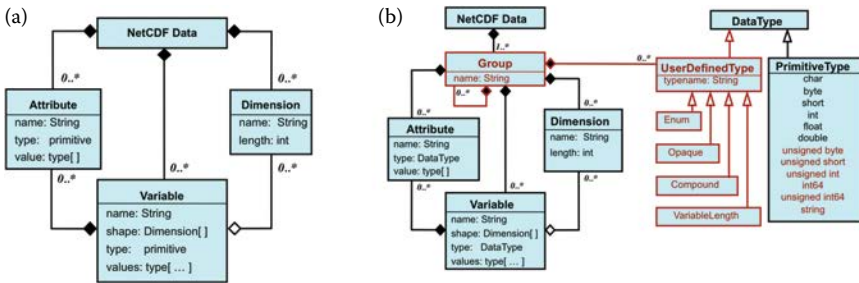 (a)
NetCDF Data
0..*
0..*
0..*
Attribute
name: String
type: primitive
value: type[ ]
Dimension
name: String
length: int
0..*
0..*
Variable
name: String
shape: Dimension[ ]
type: primitive
values: type[ ... ]
(b)
NetCDF Data
1..*
Group
name: String
0..*
0..*
0..*
0..*
0..*
Attribute
name: String
type: DataType
value: type[ ]
Dimension
name: String
length: int
0..*
0..*
Variable
name: String
shape: Dimension[ ]
type: DataType
values: type[ ... ]
DataType
UserDefinedType
typename: String
Enum
Opaque
Compound
VariableLength
PrimitiveType
char
byte
short
int
float
double
unsigned byte
unsigned short
unsigned int
int64
unsigned int64
string